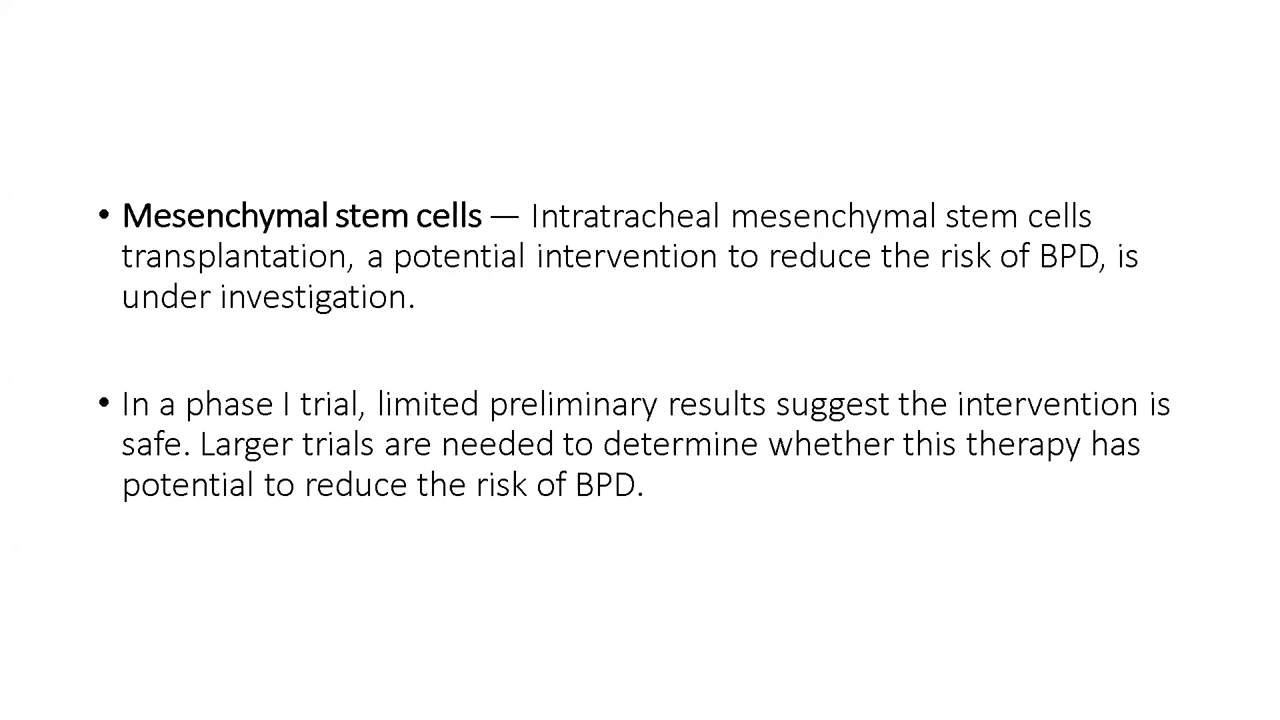 • Mesenchymal stem cells — Intratracheal mesenchymal stem cells
transplantation, a potential intervention to reduce the risk of BPD, is
under investigation.
• In a phase I trial, limited preliminary results suggest the intervention is
safe. Larger trials are needed to determine whether this therapy has
potential to reduce the risk of BPD.